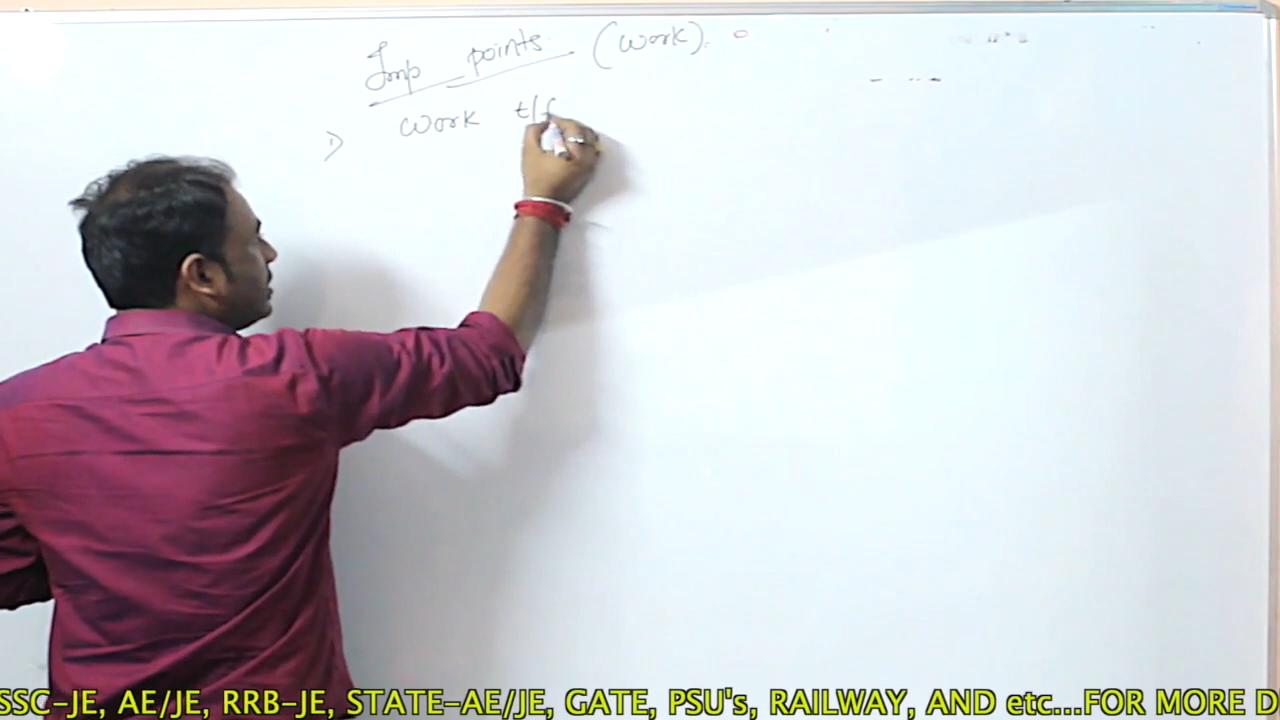 Imp points (Work).
1) Work t/f
SSC-JE, AE/JE, RRB-JE, STATE-AE/JE, GATE, PSU's, RAILWAY, AND etc...FOR MORE D